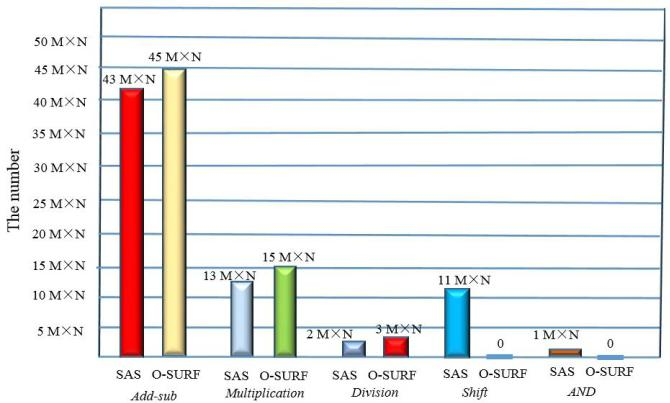 The number
50 M×N
45 M×N
40 M×N
35 M×N
30 M×N
25 M×N
20 M×N
15 M×N
10 M×N
5 M×N
43 M×N
45 M×N
13 M×N
15 M×N
2 M×N
3 M×N
11 M×N
0
1 M×N
0
SAS O-SURF SAS O-SURF SAS O-SURF SAS O-SURF SAS O-SURF
Add-sub Multiplication Division Shift AND